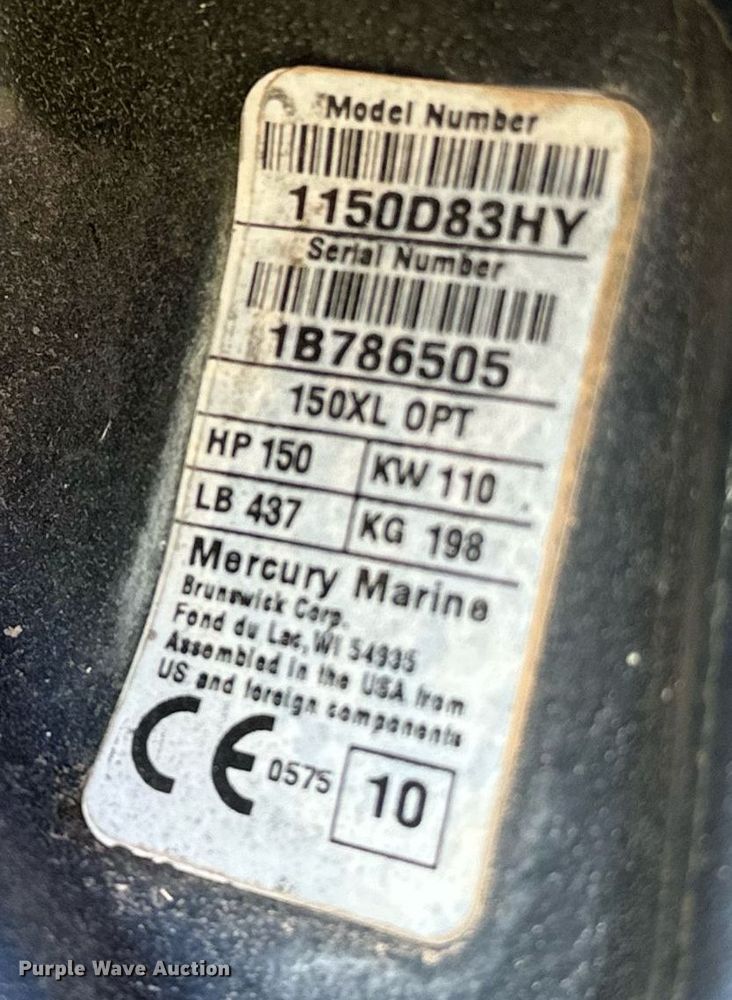 Model Number
1150D83HY
Serial Number
1B786505
150XL OPT
HP 150 KW 110
LB 437 KG 198
Mercury Marine
Brunswick Corp.
Fond du Lac, WI 54935
Assembled in the USA from
US and foreign components
CE 0575 10
Purple Wave Auction